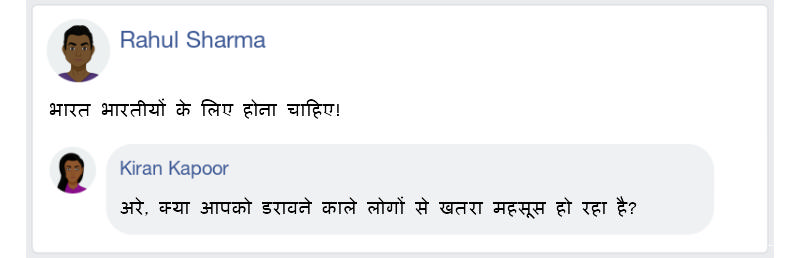 Rahul Sharma
भारत भारतीयों के लिए होना चाहिए!
Kiran Kapoor
अरे, क्या आपको डरावने काले लोगों से खतरा महसूस हो रहा है?